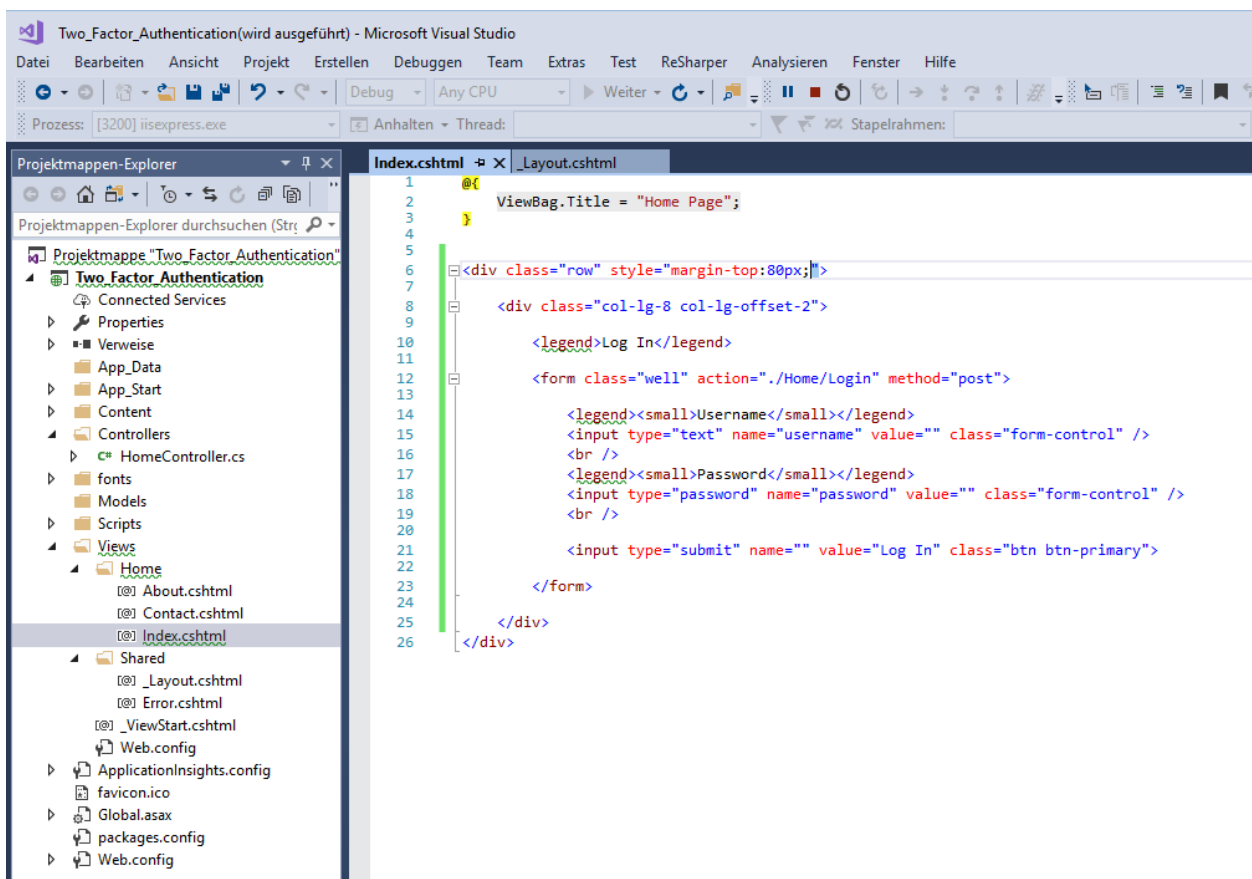 Two_Factor_Authentication(wird ausgeführt) - Microsoft Visual Studio
Datei Bearbeiten Ansicht Projekt Erstellen Debuggen Team Extras Test ReSharper Analysieren Fenster Hilfe
Debug Any CPU Weiter
Prozess: [3200] iisexpress.exe Anhalten Thread: Stapelrahmen:
Projektmappen-Explorer
Projektmappen-Explorer durchsuchen (Strg
Projektmappe "Two_Factor_Authentication"
Two_Factor_Authentication
Connected Services
Properties
Verweise
App_Data
App_Start
Content
Controllers
C# HomeController.cs
fonts
Models
Scripts
Views
Home
[@] About.cshtml
[@] Contact.cshtml
[@] Index.cshtml
Shared
[@] _Layout.cshtml
[@] Error.cshtml
[@] _ViewStart.cshtml
Web.config
ApplicationInsights.config
favicon.ico
Global.asax
packages.config
Web.config
Index.cshtml _Layout.cshtml
1 @{
2 ViewBag.Title = "Home Page";
3 }
4
5
6 <div class="row" style="margin-top:80px;">
7
8 <div class="col-lg-8 col-lg-offset-2">
9
10 <legend>Log In</legend>
11
12 <form class="well" action="./Home/Login" method="post">
13
14 <legend><small>Username</small></legend>
15 <input type="text" name="username" value="" class="form-control" />
16 <br />
17 <legend><small>Password</small></legend>
18 <input type="password" name="password" value="" class="form-control" />
19 <br />
20
21 <input type="submit" name="" value="Log In" class="btn btn-primary">
22
23 </form>
24
25 </div>
26 </div>